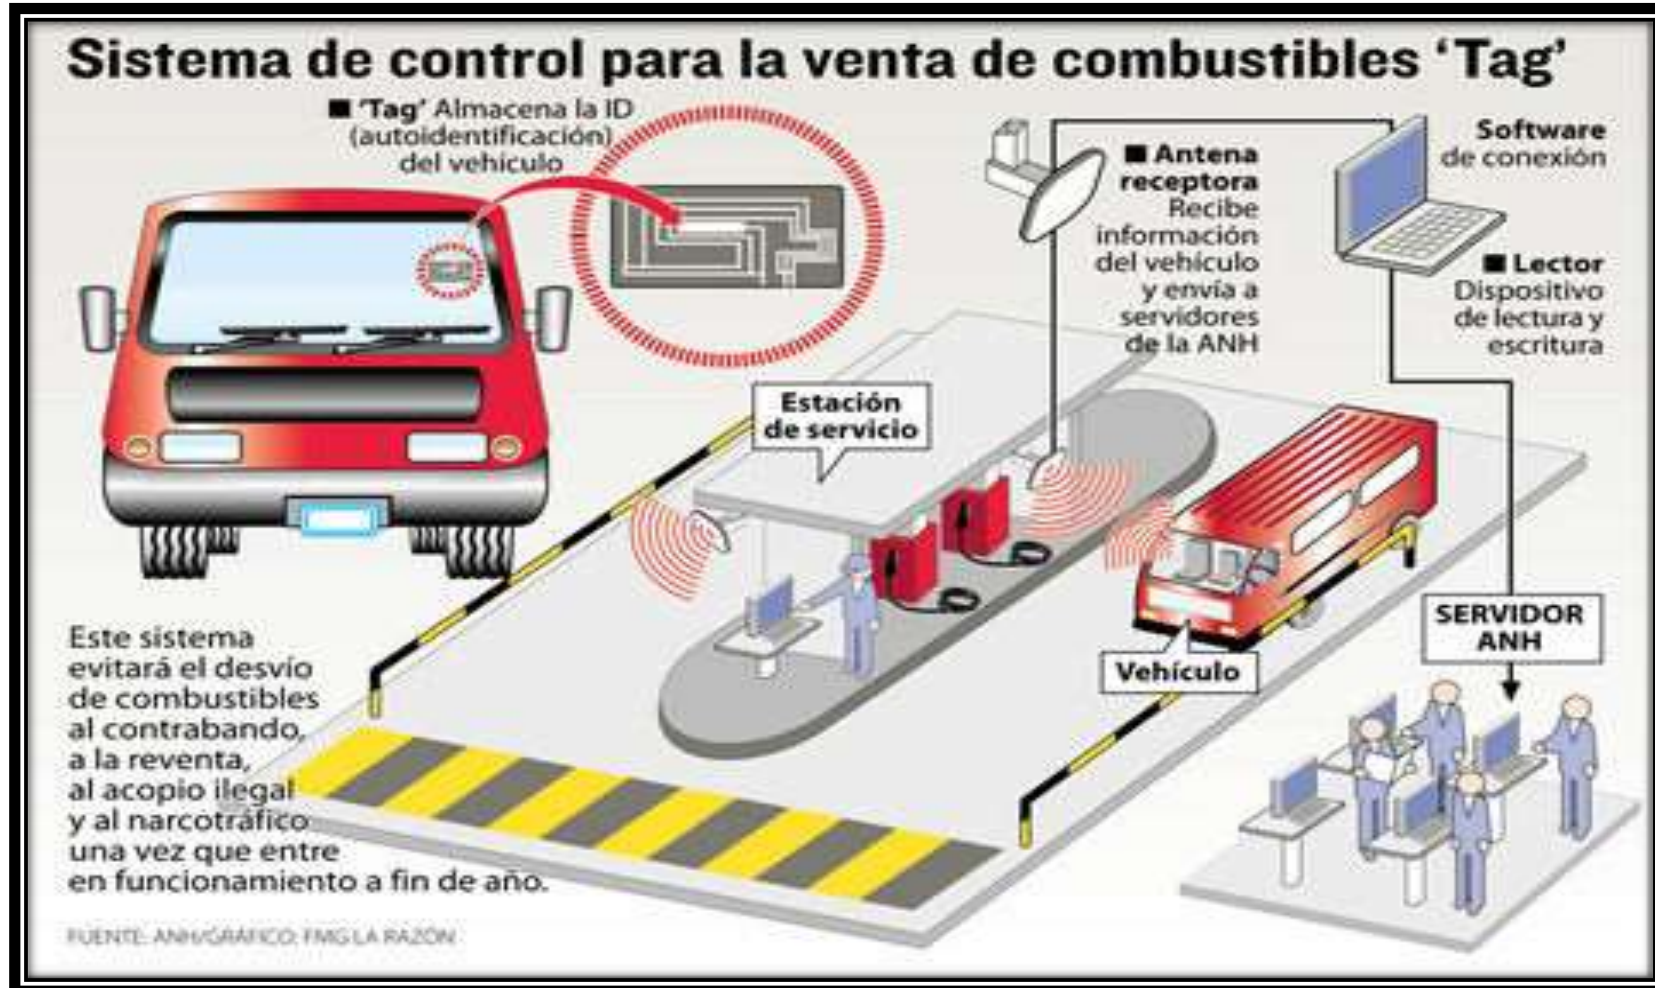 Sistema de control para la venta de combustibles ‘Tag’
■ ‘Tag’ Almacena la ID
(autoidentificación)
del vehículo
■ Antena
receptora
Recibe
información
del vehículo
y envía a
servidores
de la ANH
Software
de conexión
■ Lector
Dispositivo
de lectura y
escritura
Estación
de servicio
Vehículo
SERVIDOR
ANH
Este sistema
evitará el desvío
de combustibles
al contrabando,
a la reventa,
al acopio ilegal
y al narcotráfico
una vez que entre
en funcionamiento a fin de año.
FUENTE: ANH/GRÁFICO: FMG LA RAZÓN